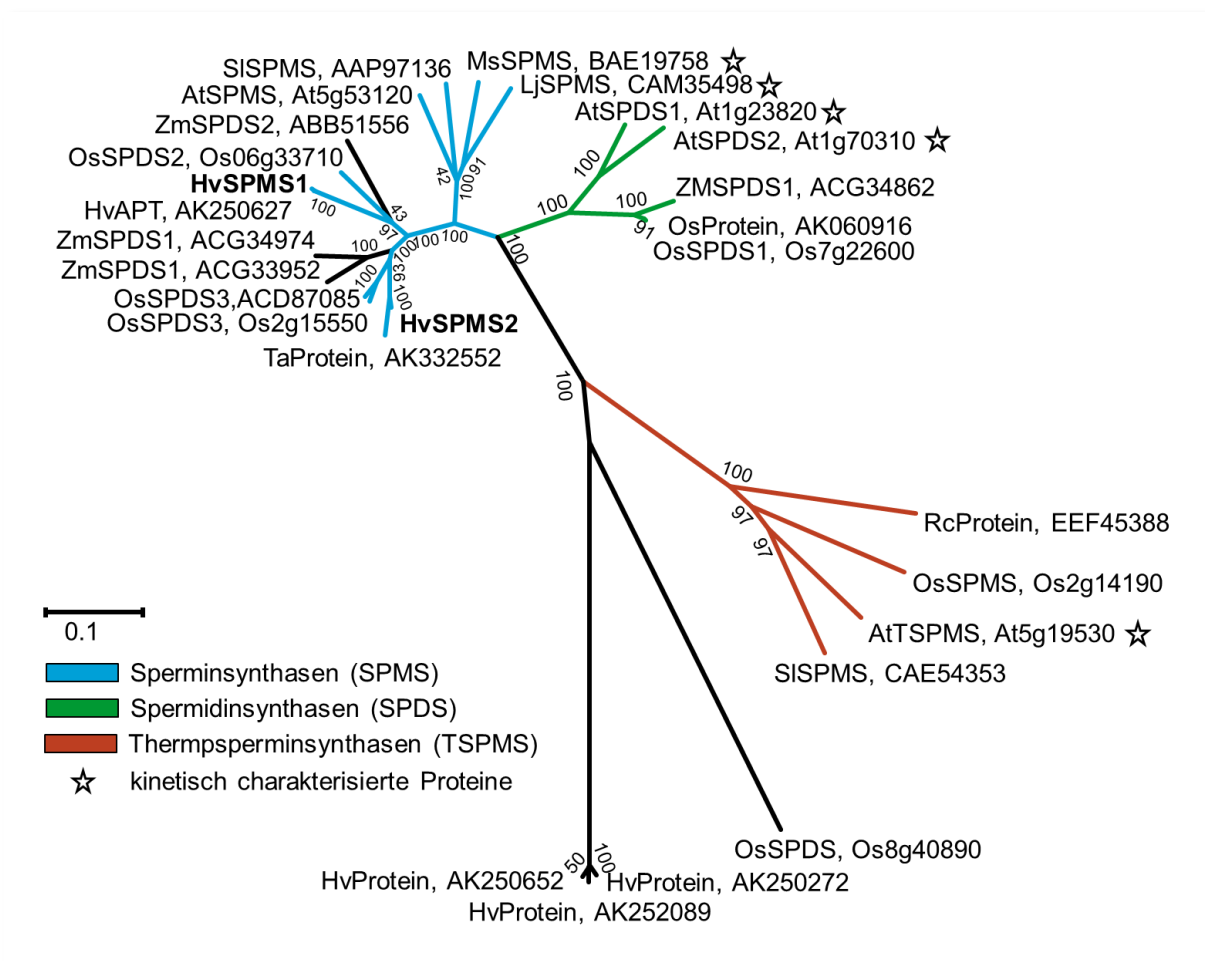 SlSPMS, AAP97136
MsSPMS, BAE19758
AtSPMS, At5g53120
LjSPMS, CAM35498
ZmSPDS2, ABB51556
AtSPDS1, At1g23820
OsSPDS2, Os06g33710
AtSPDS2, At1g70310
HvSPMS1
ZMSPDS1, ACG34862
HvAPT, AK250627
OsProtein, AK060916
ZmSPDS1, ACG34974
OsSPDS1, Os7g22600
ZmSPDS1, ACG33952
OsSPDS3,ACD87085
OsSPDS3, Os2g15550
HvSPMS2
TaProtein, AK332552
42
100
91
100
100
100
91
100
43
97
100
100
100
100
100
93
100
100
100
100
97
97
RcProtein, EEF45388
OsSPMS, Os2g14190
AtTSPMS, At5g19530
SlSPMS, CAE54353
0.1
Sperminsynthasen (SPMS)
Spermidinsynthasen (SPDS)
Thermpsperminsynthasen (TSPMS)
kinetisch charakterisierte Proteine
OsSPDS, Os8g40890
50
100
HvProtein, AK250652
HvProtein, AK250272
HvProtein, AK252089